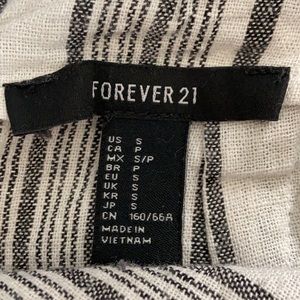 FOREVER 21
US S
CA P
MX S/P
BR P
EU S
UK S
KR S
JP S
CN 160/66A
MADE IN
VIETNAM